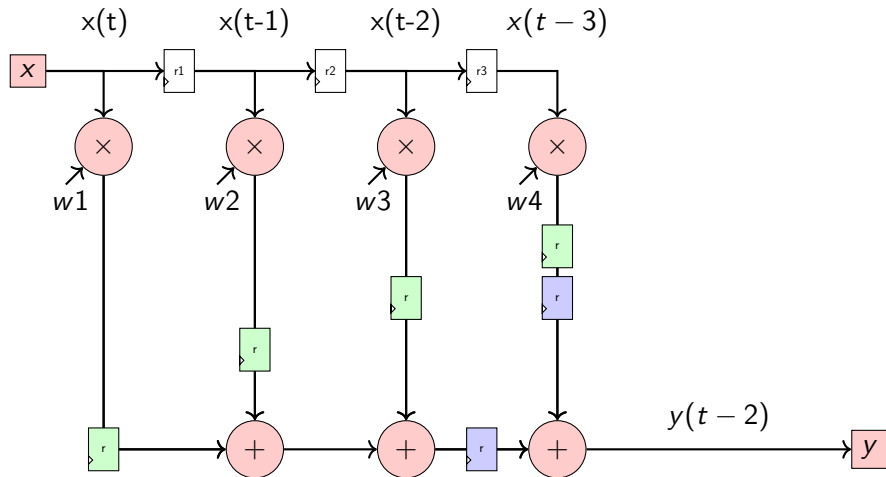 x(t) x(t-1) x(t-2) x(t − 3)
x r1 r2 r3
× × × ×
w1 w2 w3 w4
r
r r
r
r + + r + y(t − 2) y